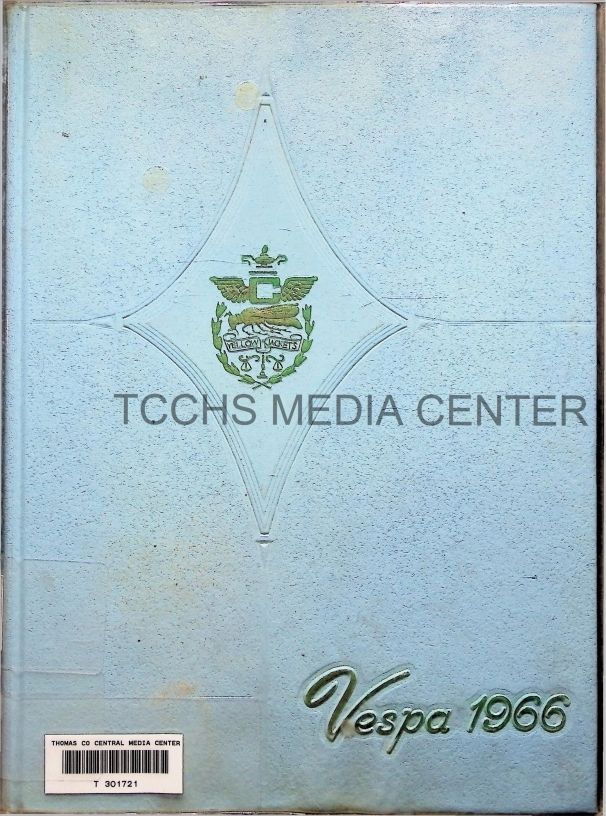 C
YELLOW JACKETS
TCCHS MEDIA CENTER
Vespa 1966
THOMAS CO CENTRAL MEDIA CENTER
T 301721